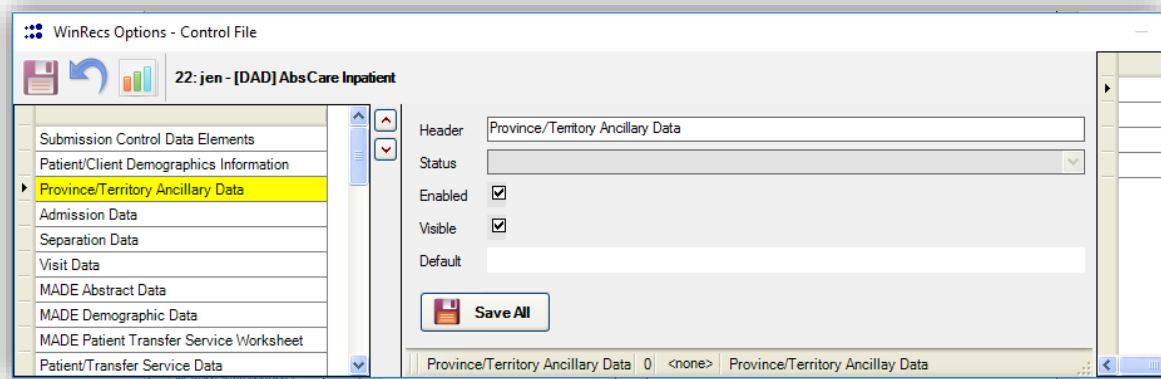 WinRecs Options - Control File
22: jen - [DAD] AbsCare Inpatient
Submission Control Data Elements
Patient/Client Demographics Information
Province/Territory Ancillary Data
Admission Data
Separation Data
Visit Data
MADE Abstract Data
MADE Demographic Data
MADE Patient Transfer Service Worksheet
Patient/Transfer Service Data
Header Province/Territory Ancillary Data
Status
Enabled
Visible
Default
Save All
Province/Territory Ancillary Data 0 <none> Province/Territory Ancillay Data